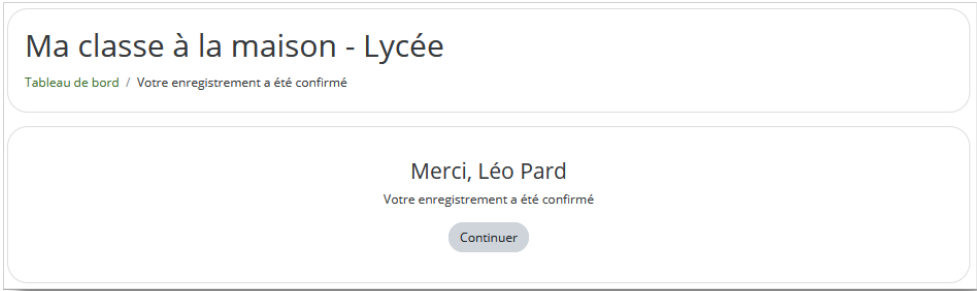 Ma classe à la maison - Lycée
Tableau de bord / Votre enregistrement a été confirmé
Merci, Léo Pard
Votre enregistrement a été confirmé
Continuer